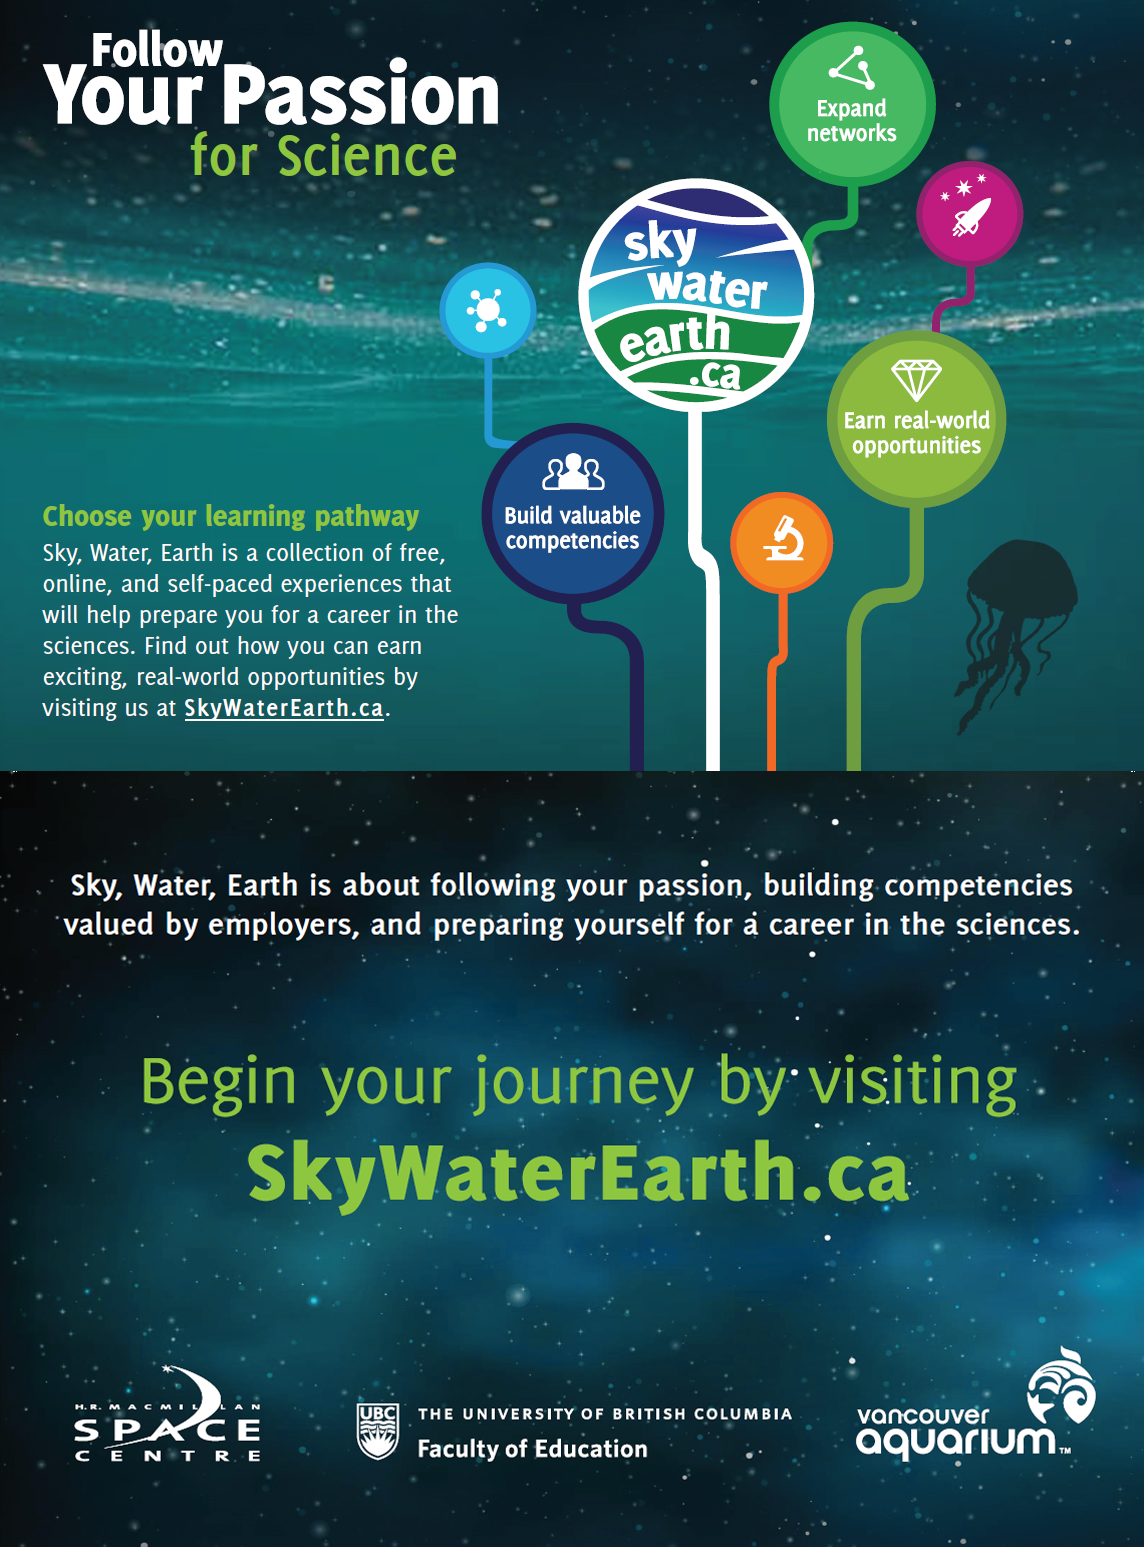 Follow
Your Passion
for Science
Expand
networks
sky
water
earth
.ca
Earn real-world
opportunities
Build valuable
competencies
Choose your learning pathway
Sky, Water, Earth is a collection of free,
online, and self-paced experiences that
will help prepare you for a career in the
sciences. Find out how you can earn
exciting, real-world opportunities by
visiting us at SkyWaterEarth.ca.
Sky, Water, Earth is about following your passion, building competencies
valued by employers, and preparing yourself for a career in the sciences.
Begin your journey by visiting
SkyWaterEarth.ca
H.R. MACMILLAN
SPACE
CENTRE
UBC
THE UNIVERSITY OF BRITISH COLUMBIA
Faculty of Education
vancouver
aquarium™